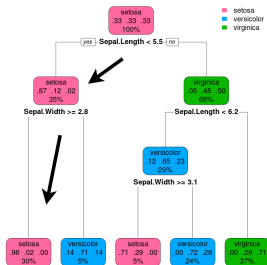 setosa
versicolor
virginica
setosa
.33 .33 .33
100%
yes Sepal.Length < 5.5 no
setosa
.87 .12 .02
35%
Sepal.Width >= 2.8
virginica
.05 .45 .50
65%
Sepal.Length < 6.2
versicolor
.12 .65 .23
29%
Sepal.Width >= 3.1
setosa
.98 .02 .00
30%
versicolor
.14 .71 .14
5%
setosa
.71 .29 .00
5%
versicolor
.00 .72 .28
24%
virginica
.00 .29 .71
37%